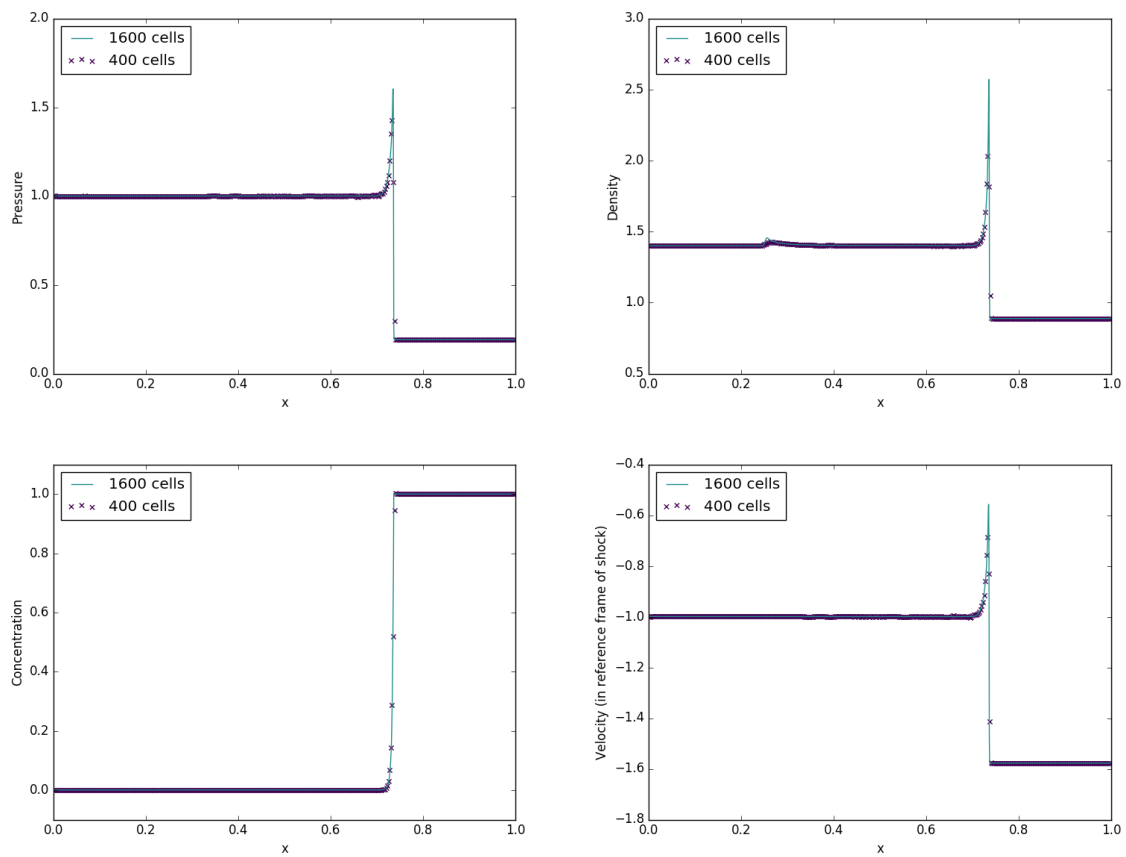 2.0
1.5
1.0
0.5
0.0
Pressure
1600 cells
400 cells
0.0 0.2 0.4 0.6 0.8 1.0
x
3.0
2.5
2.0
1.5
1.0
0.5
Density
1600 cells
400 cells
0.0 0.2 0.4 0.6 0.8 1.0
x
1.0
0.8
0.6
0.4
0.2
0.0
Concentration
1600 cells
400 cells
0.0 0.2 0.4 0.6 0.8 1.0
x
−0.4
−0.6
−0.8
−1.0
−1.2
−1.4
−1.6
−1.8
Velocity (in reference frame of shock)
1600 cells
400 cells
0.0 0.2 0.4 0.6 0.8 1.0
x